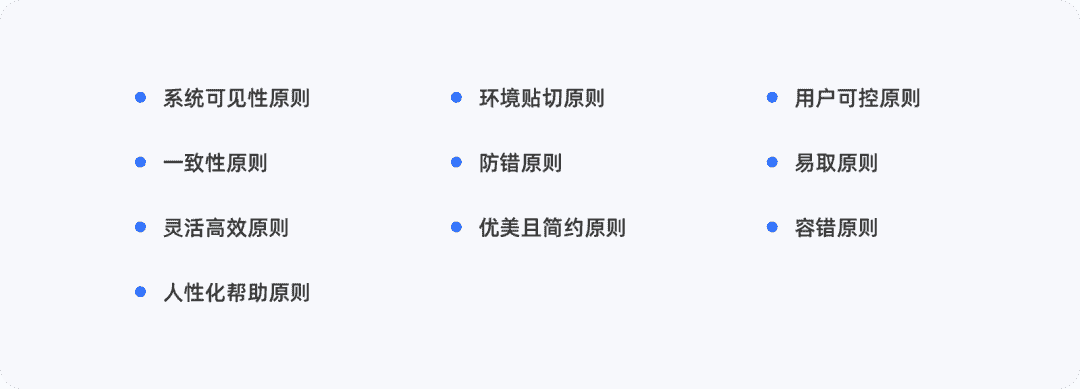 系统可见性原则
环境贴切原则
用户可控原则
一致性原则
防错原则
易取原则
灵活高效原则
优美且简约原则
容错原则
人性化帮助原则